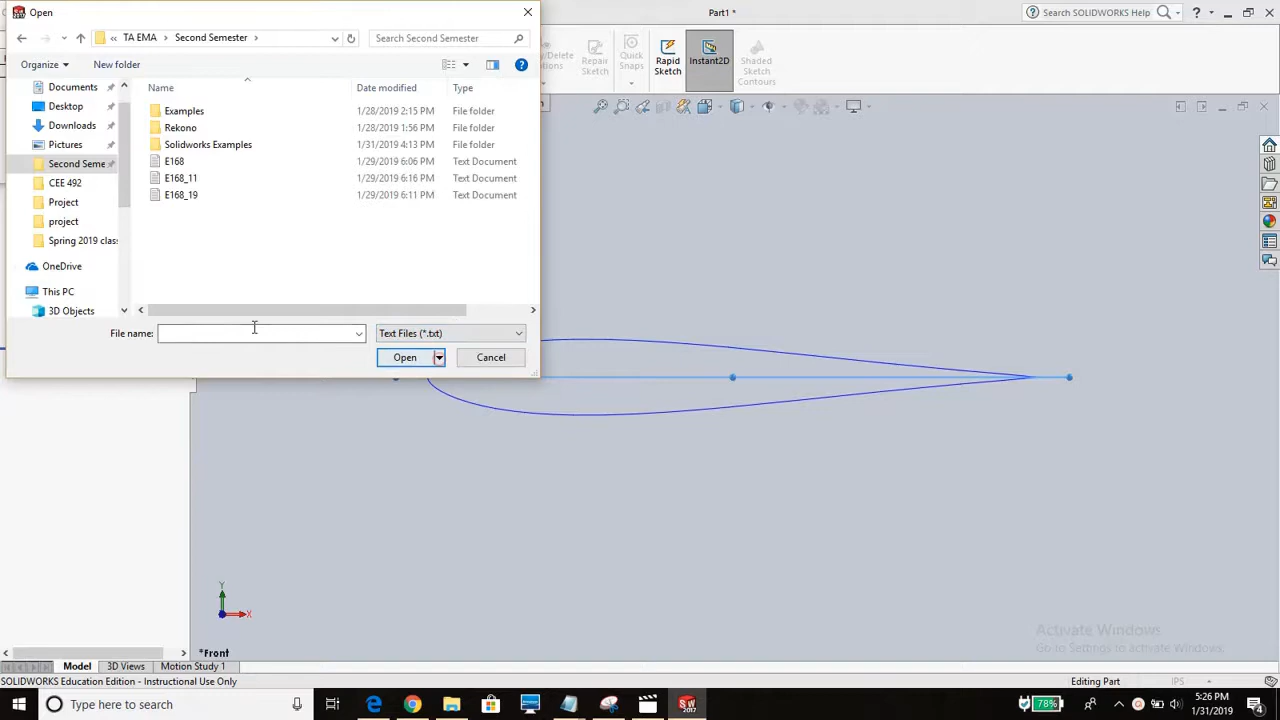 Open
Part1 *
Search SOLIDWORKS Help
?
TA EMA
Second Semester
Search Second Semester
Organize
New folder
Repair
Sketch
Quick
Snaps
Rapid
Sketch
Instant2D
Shaded
Sketch
Contours
Name
Date modified
Type
Documents
Desktop
Downloads
Pictures
Second Seme
CEE 492
Project
project
Spring 2019 clas
OneDrive
This PC
3D Objects
Examples 1/28/2019 2:15 PM File folder
Rekono 1/28/2019 1:56 PM File folder
Solidworks Examples 1/31/2019 4:13 PM File folder
E168 1/29/2019 6:06 PM Text Document
E168_11 1/29/2019 6:16 PM Text Document
E168_19 1/29/2019 6:11 PM Text Document
File name:
Text Files (*.txt)
Open
Cancel
Y
X
*Front
Activate Windows
Go to Settings to activate Windows.
Model
3D Views
Motion Study 1
SOLIDWORKS Education Edition - Instructional Use Only
Editing Part
IPS
Type here to search
SW
2017
78%
5:26 PM
1/31/2019